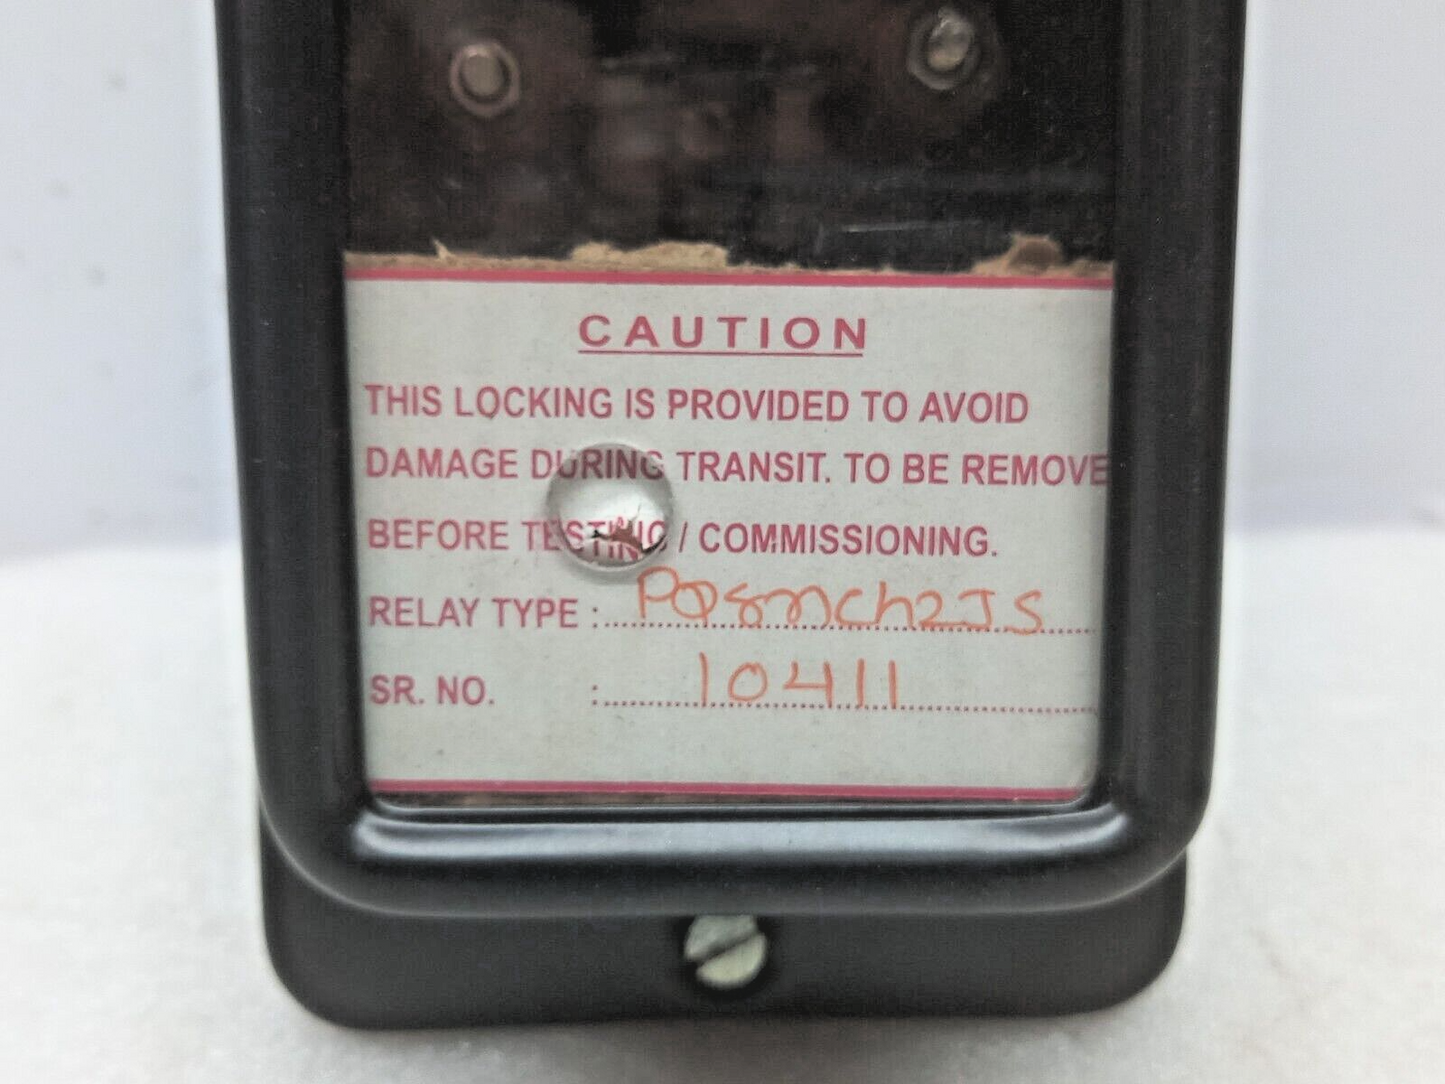 CAUTION
THIS LOCKING IS PROVIDED TO AVOID
DAMAGE DURING TRANSIT. TO BE REMOVE
BEFORE TESTING / COMMISSIONING.
RELAY TYPE :
SR. NO. : 10411